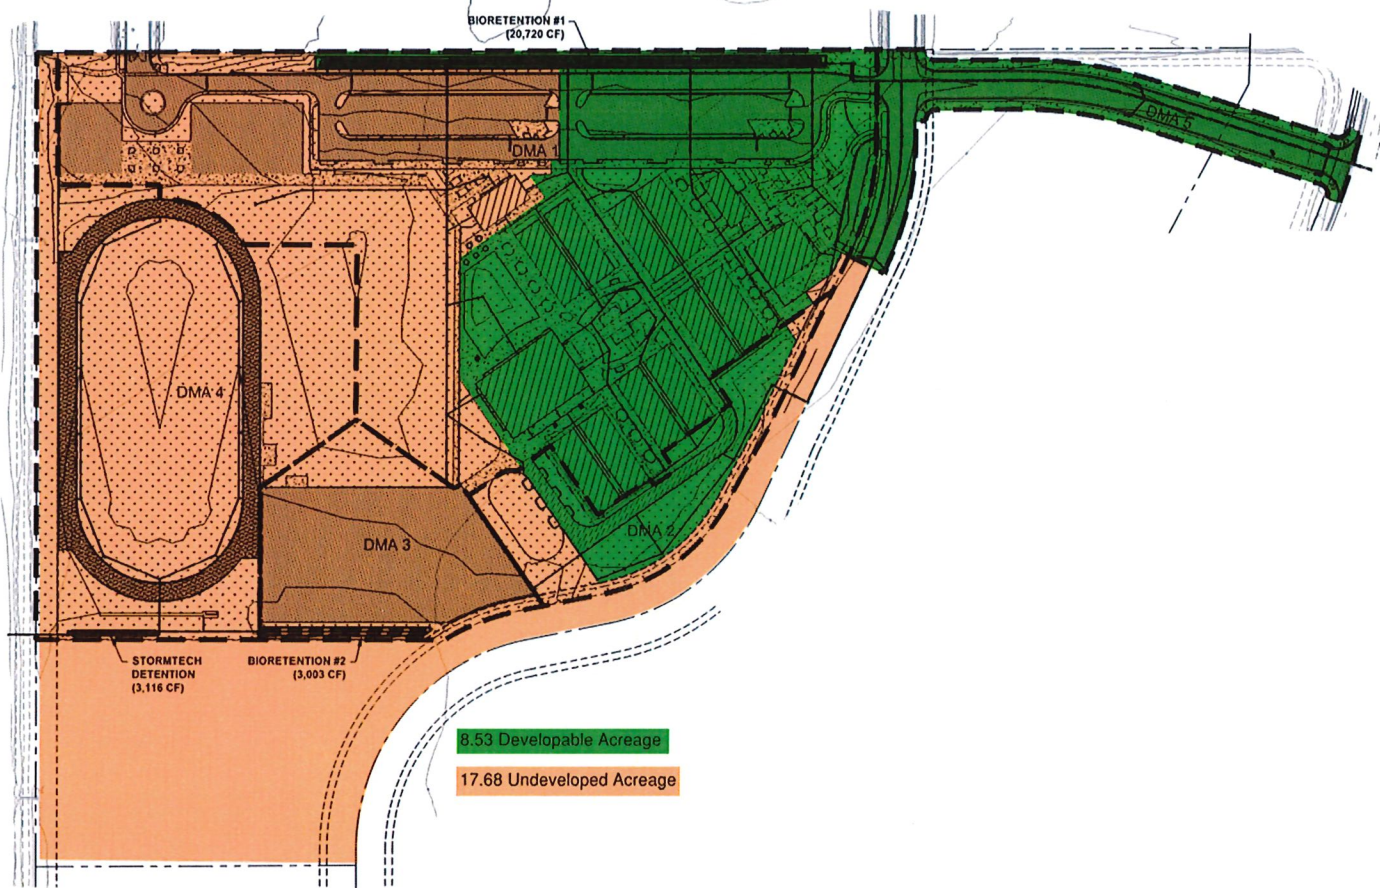 BIORETENTION #1
(20,720 CF)
DMA 5
DMA 1
DMA 4
DMA 2
DMA 3
STORMTECH
DETENTION
(3,116 CF)
BIORETENTION #2
(3,003 CF)
8.53 Developable Acreage
17.68 Undeveloped Acreage